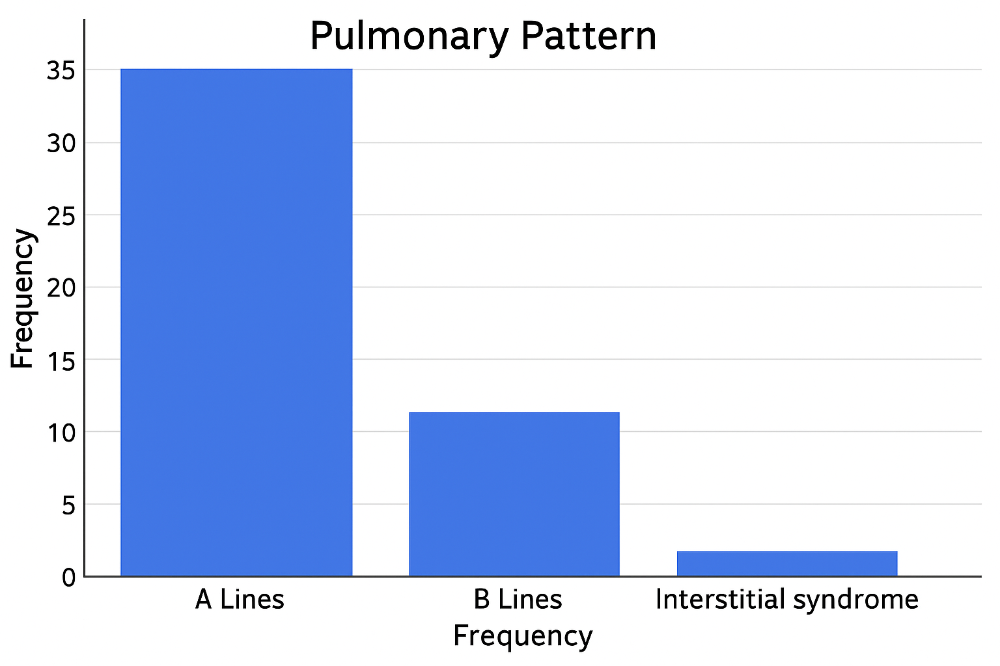 Pulmonary Pattern
Frequency
35
30
25
20
15
10
5
0
A Lines
B Lines
Interstitial syndrome
Frequency